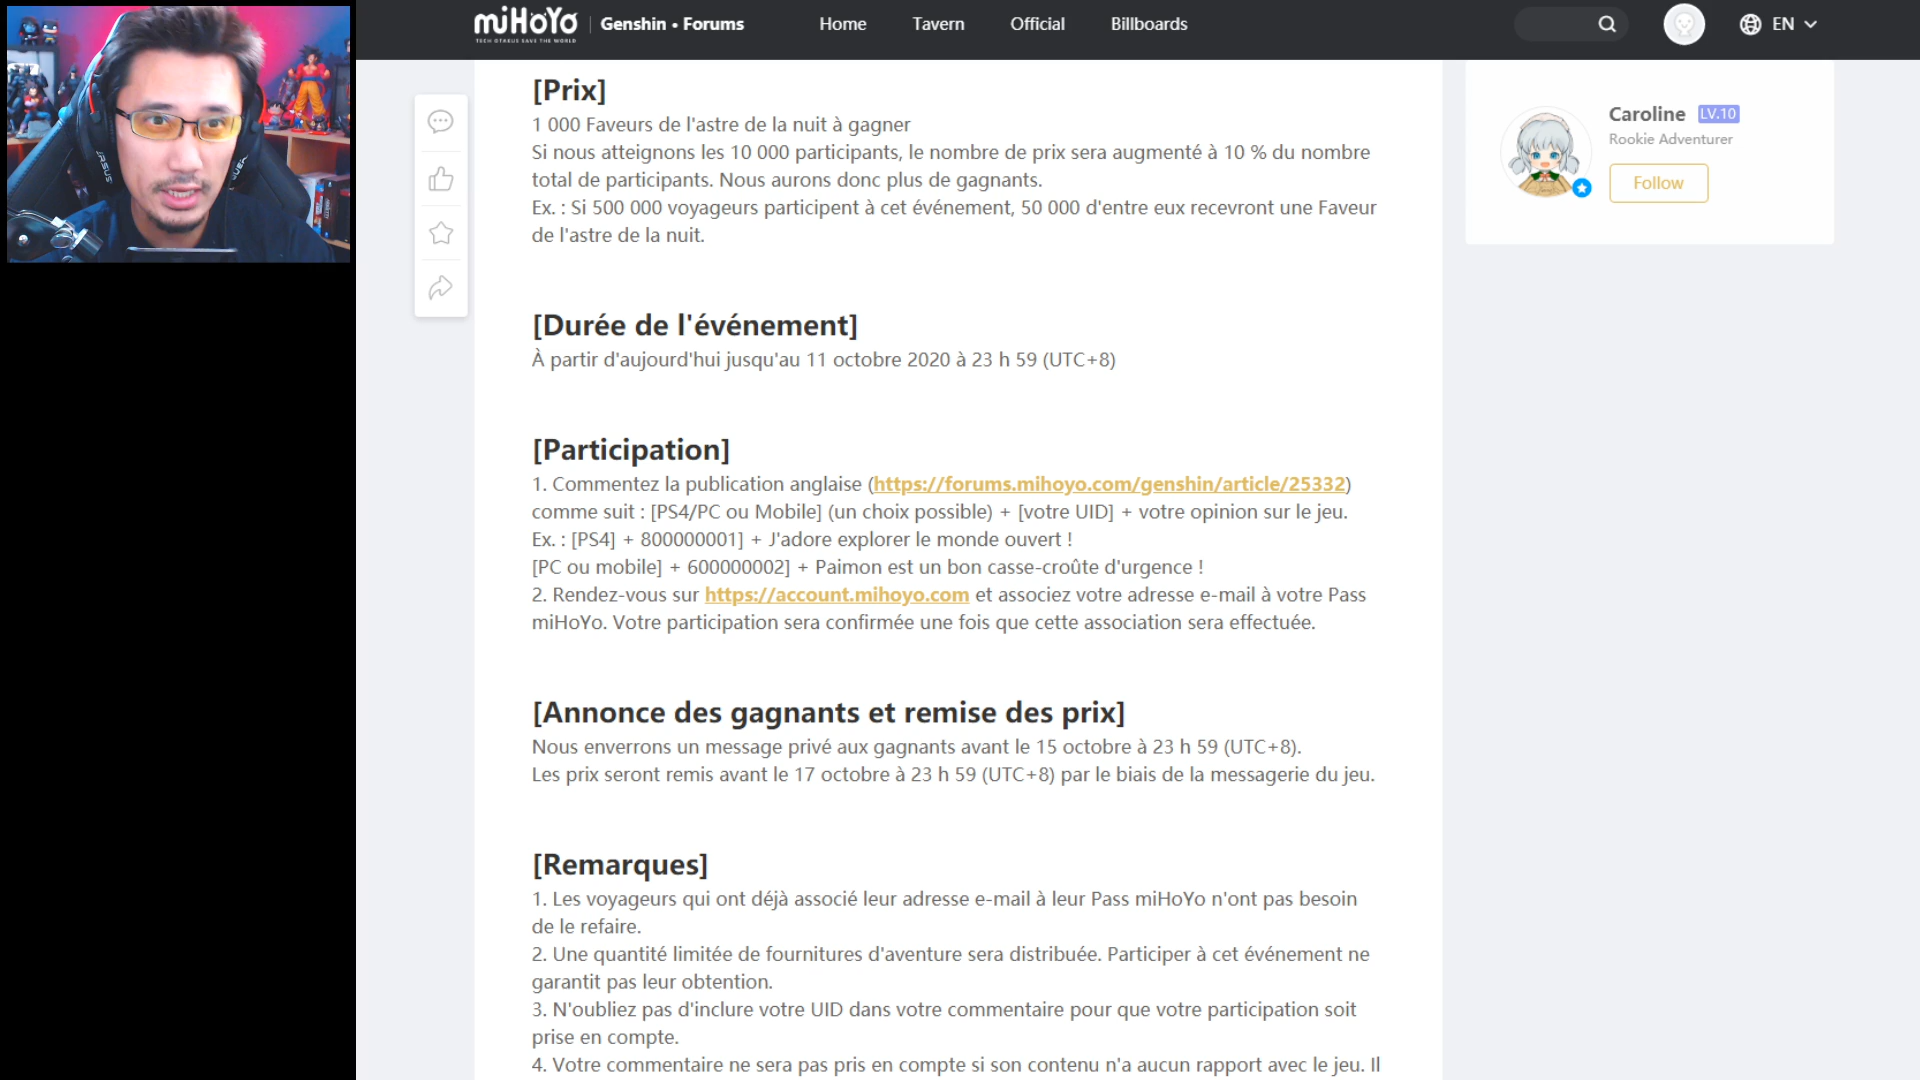 miHoYo
TECH OTAKUS SAVE THE WORLD
Genshin • Forums
Home
Tavern
Official
Billboards
EN
[Prix]
1 000 Faveurs de l'astre de la nuit à gagner
Si nous atteignons les 10 000 participants, le nombre de prix sera augmenté à 10 % du nombre
total de participants. Nous aurons donc plus de gagnants.
Ex. : Si 500 000 voyageurs participent à cet événement, 50 000 d'entre eux recevront une Faveur
de l'astre de la nuit.
[Durée de l'événement]
À partir d'aujourd'hui jusqu'au 11 octobre 2020 à 23 h 59 (UTC+8)
[Participation]
1. Commentez la publication anglaise (https://forums.mihoyo.com/genshin/article/25332)
comme suit : [PS4/PC ou Mobile] (un choix possible) + [votre UID] + votre opinion sur le jeu.
Ex. : [PS4] + 800000001] + J'adore explorer le monde ouvert !
[PC ou mobile] + 600000002] + Paimon est un bon casse-croûte d'urgence !
2. Rendez-vous sur https://account.mihoyo.com et associez votre adresse e-mail à votre Pass
miHoYo. Votre participation sera confirmée une fois que cette association sera effectuée.
[Annonce des gagnants et remise des prix]
Nous enverrons un message privé aux gagnants avant le 15 octobre à 23 h 59 (UTC+8).
Les prix seront remis avant le 17 octobre à 23 h 59 (UTC+8) par le biais de la messagerie du jeu.
[Remarques]
1. Les voyageurs qui ont déjà associé leur adresse e-mail à leur Pass miHoYo n'ont pas besoin
de le refaire.
2. Une quantité limitée de fournitures d'aventure sera distribuée. Participer à cet événement ne
garantit pas leur obtention.
3. N'oubliez pas d'inclure votre UID dans votre commentaire pour que votre participation soit
prise en compte.
4. Votre commentaire ne sera pas pris en compte si son contenu n'a aucun rapport avec le jeu. Il
Caroline LV.10
Rookie Adventurer
Follow